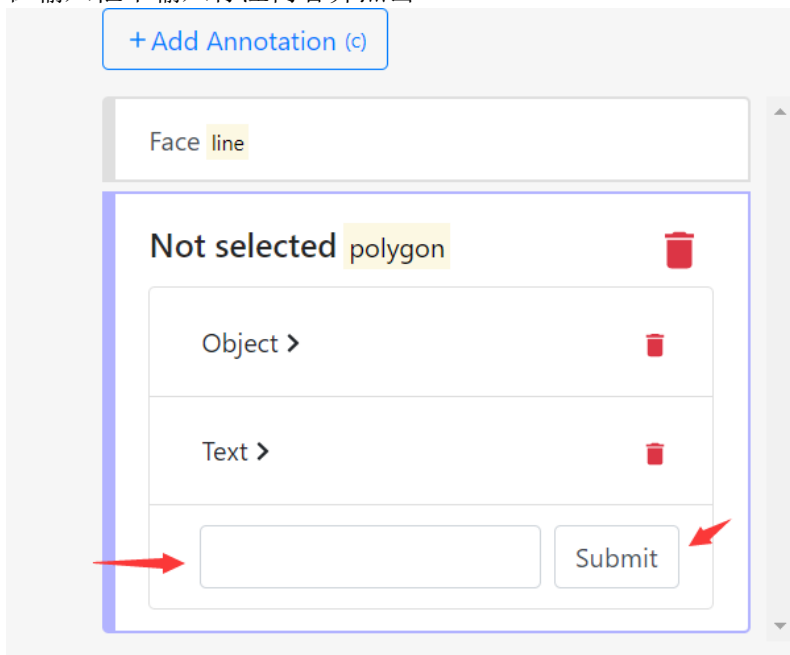 + Add Annotation (c)
Face line
Not selected polygon
Object >
Text >
Submit